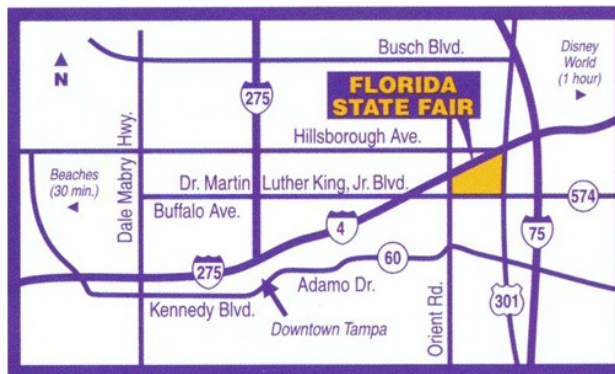 Busch Blvd.
Disney
World
(1 hour)
N
275
FLORIDA
STATE FAIR
Hillsborough Ave.
Dale Mabry Hwy.
Beaches
(30 min.)
Dr. Martin Luther King, Jr. Blvd.
574
Buffalo Ave.
4
75
60
275
Adamo Dr.
301
Kennedy Blvd.
Orient Rd.
Downtown Tampa